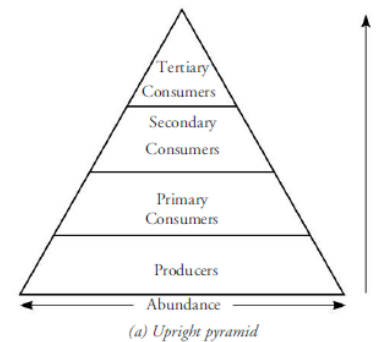 Tertiary
Consumers
Secondary
Consumers
Primary
Consumers
Producers
Abundance
(a) Upright pyramid